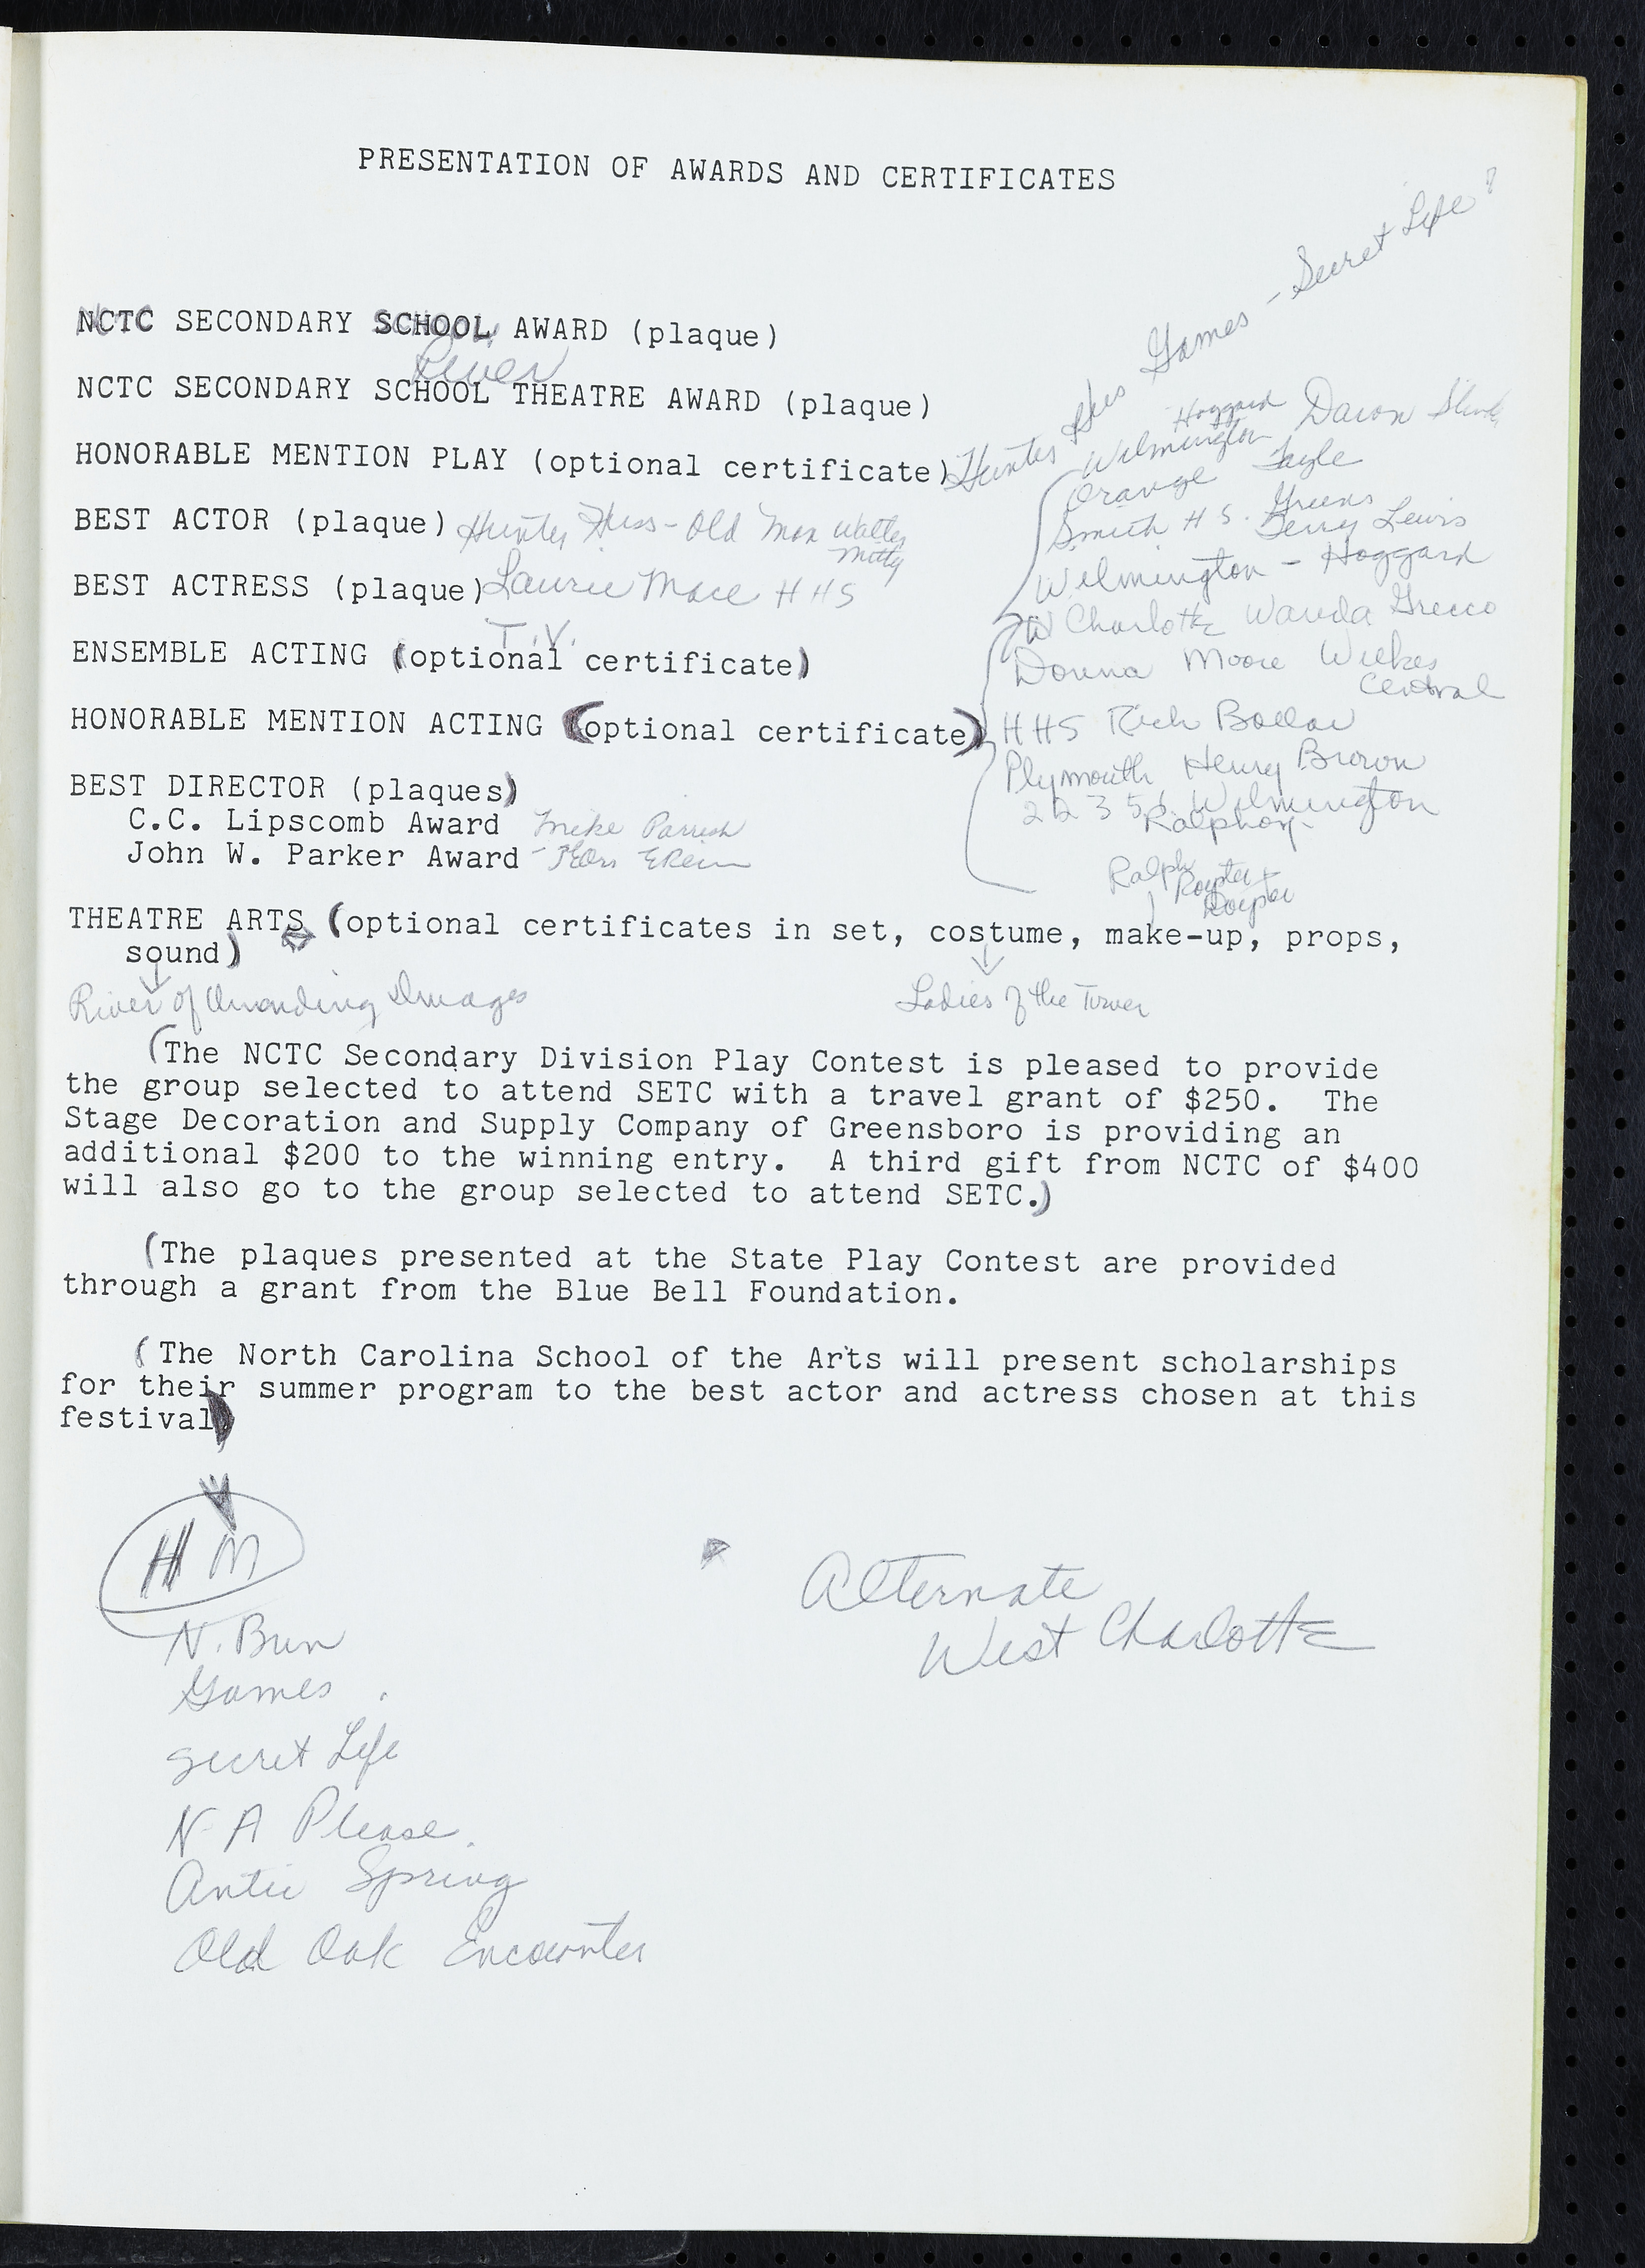 PRESENTATION OF AWARDS AND CERTIFICATES
Games - Secret Life ?
NCTC SECONDARY SCHOOL AWARD (plaque)
River
NCTC SECONDARY SCHOOL THEATRE AWARD (plaque)
HONORABLE MENTION PLAY (optional certificate) Hunter Huss
Hoggard
Wilmington Daron
Orange
Smith H S.
Terry Lewis
BEST ACTOR (plaque) Hunter Huss - Old Man Walter
Mitty
Wilmington - Hoggard
BEST ACTRESS (plaque) Laurie Mace H H S
W Charlotte Wanda Grecco
T.V.
ENSEMBLE ACTING (optional certificate)
Donna Moore Wilkes
Central
HONORABLE MENTION ACTING (optional certificate)
H H S Rich
Plymouth Henry Brown
Wilmington
BEST DIRECTOR (plaques)
C.C. Lipscomb Award Mike Parrish
John W. Parker Award -
Ralph
Royster
THEATRE ARTS (optional certificates in set, costume, make-up, props,
sound)
River of Unending Images
Ladies of the Tower
(The NCTC Secondary Division Play Contest is pleased to provide
the group selected to attend SETC with a travel grant of $250. The
Stage Decoration and Supply Company of Greensboro is providing an
additional $200 to the winning entry. A third gift from NCTC of $400
will also go to the group selected to attend SETC.)
(The plaques presented at the State Play Contest are provided
through a grant from the Blue Bell Foundation.
(The North Carolina School of the Arts will present scholarships
for their summer program to the best actor and actress chosen at this
festival)
H M
Alternate
West Charlotte
N. Bun
Games
Secret Life
N A Please
Antic Spring
Old Oak Encounter